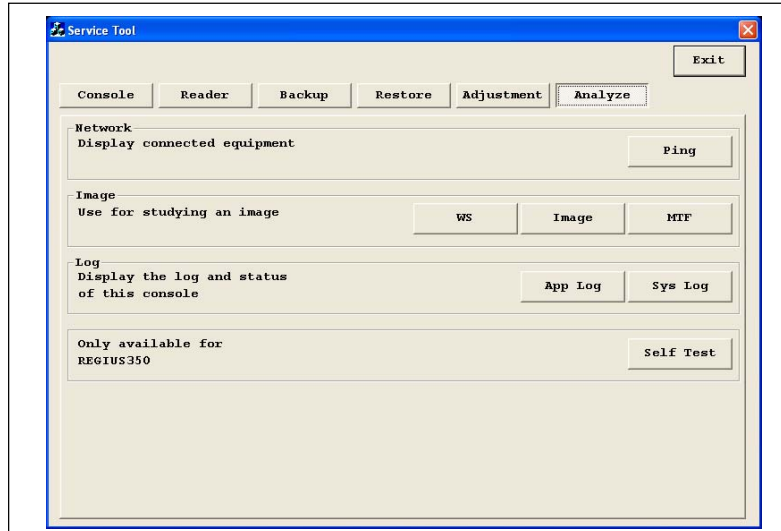 Service Tool
Exit
Console Reader Backup Restore Adjustment Analyze
Network
Display connected equipment
Ping
Image
Use for studying an image
WS Image MTF
Log
Display the log and status
of this console
App Log Sys Log
Only available for
REGIUS350
Self Test